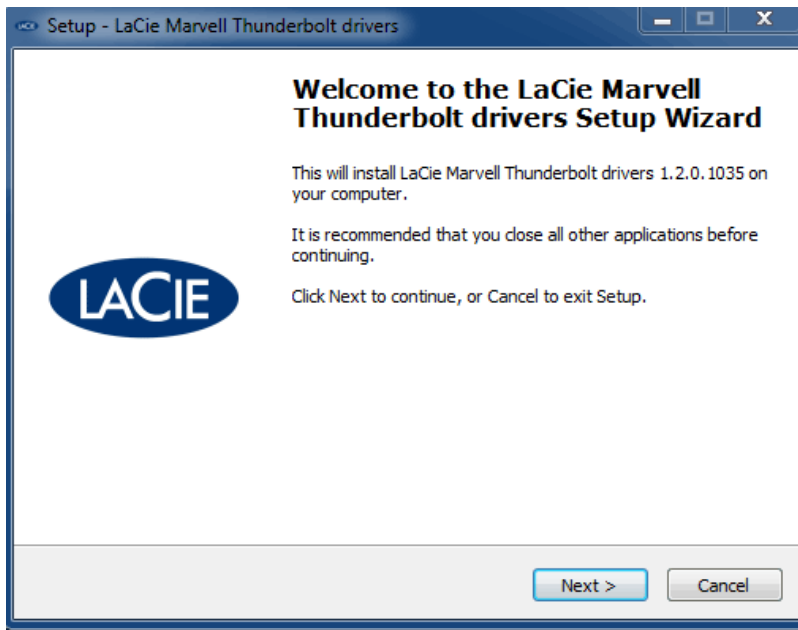 Setup - LaCie Marvell Thunderbolt drivers
Welcome to the LaCie Marvell
Thunderbolt drivers Setup Wizard
This will install LaCie Marvell Thunderbolt drivers 1.2.0.1035 on
your computer.
It is recommended that you close all other applications before
continuing.
LACIE
Click Next to continue, or Cancel to exit Setup.
Next >
Cancel